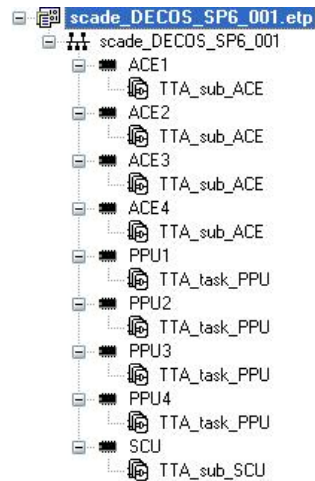 scade_DECOS_SP6_001.etp
scade_DECOS_SP6_001
ACE1
TTA_sub_ACE
ACE2
TTA_sub_ACE
ACE3
TTA_sub_ACE
ACE4
TTA_sub_ACE
PPU1
TTA_task_PPU
PPU2
TTA_task_PPU
PPU3
TTA_task_PPU
PPU4
TTA_task_PPU
SCU
TTA_sub_SCU